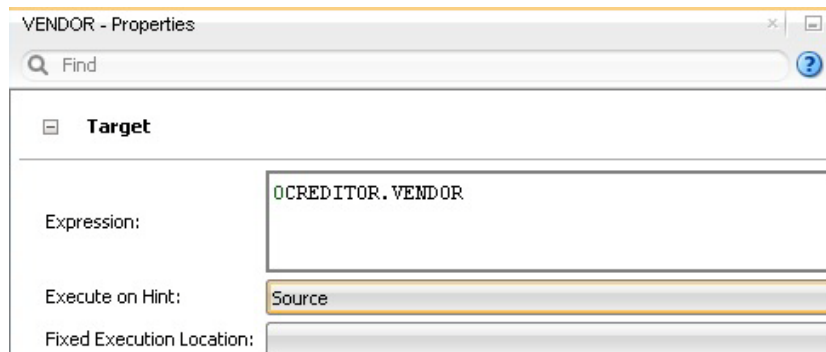 VENDOR - Properties
Find
Target
Expression:
0CREDITOR.VENDOR
Execute on Hint:
Source
Fixed Execution Location: